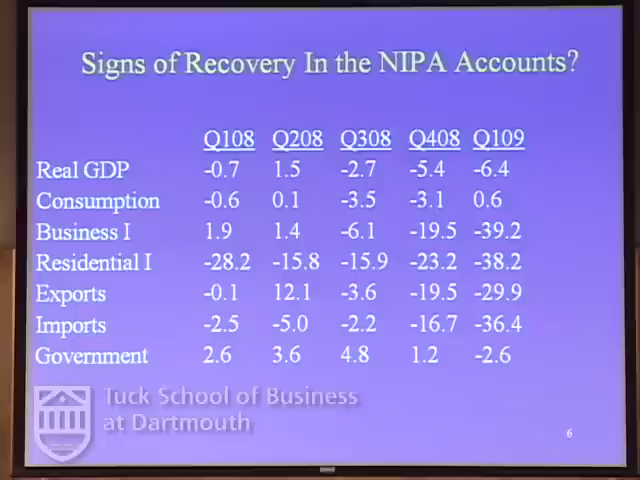 Signs of Recovery In the NIPA Accounts?
Q108 Q208 Q308 Q408 Q109
Real GDP -0.7 1.5 -2.7 -5.4 -6.4
Consumption -0.6 0.1 -3.5 -3.1 0.6
Business I 1.9 1.4 -6.1 -19.5 -39.2
Residential I -28.2 -15.8 -15.9 -23.2 -38.2
Exports -0.1 12.1 -3.6 -19.5 -29.9
Imports -2.5 -5.0 -2.2 -16.7 -36.4
Government 2.6 3.6 4.8 1.2 -2.6
Tuck School of Business
at Dartmouth
6